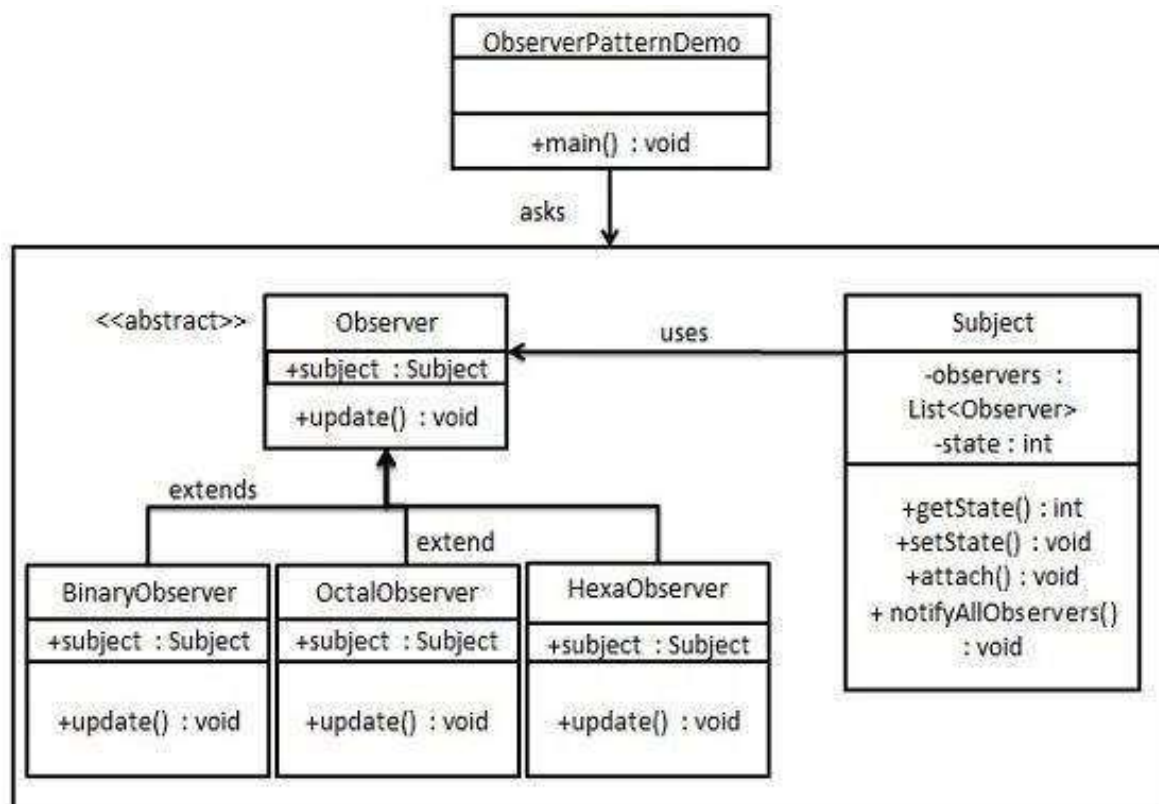 ObserverPatternDemo
+main() : void
asks
<<abstract>>
Observer
+subject : Subject
+update() : void
uses
Subject
-observers :
List<Observer>
-state : int
+getState() : int
+setState() : void
+attach() : void
+ notifyAllObservers()
: void
extends
extend
BinaryObserver
+subject : Subject
+update() : void
OctalObserver
+subject : Subject
+update() : void
HexaObserver
+subject : Subject
+update() : void